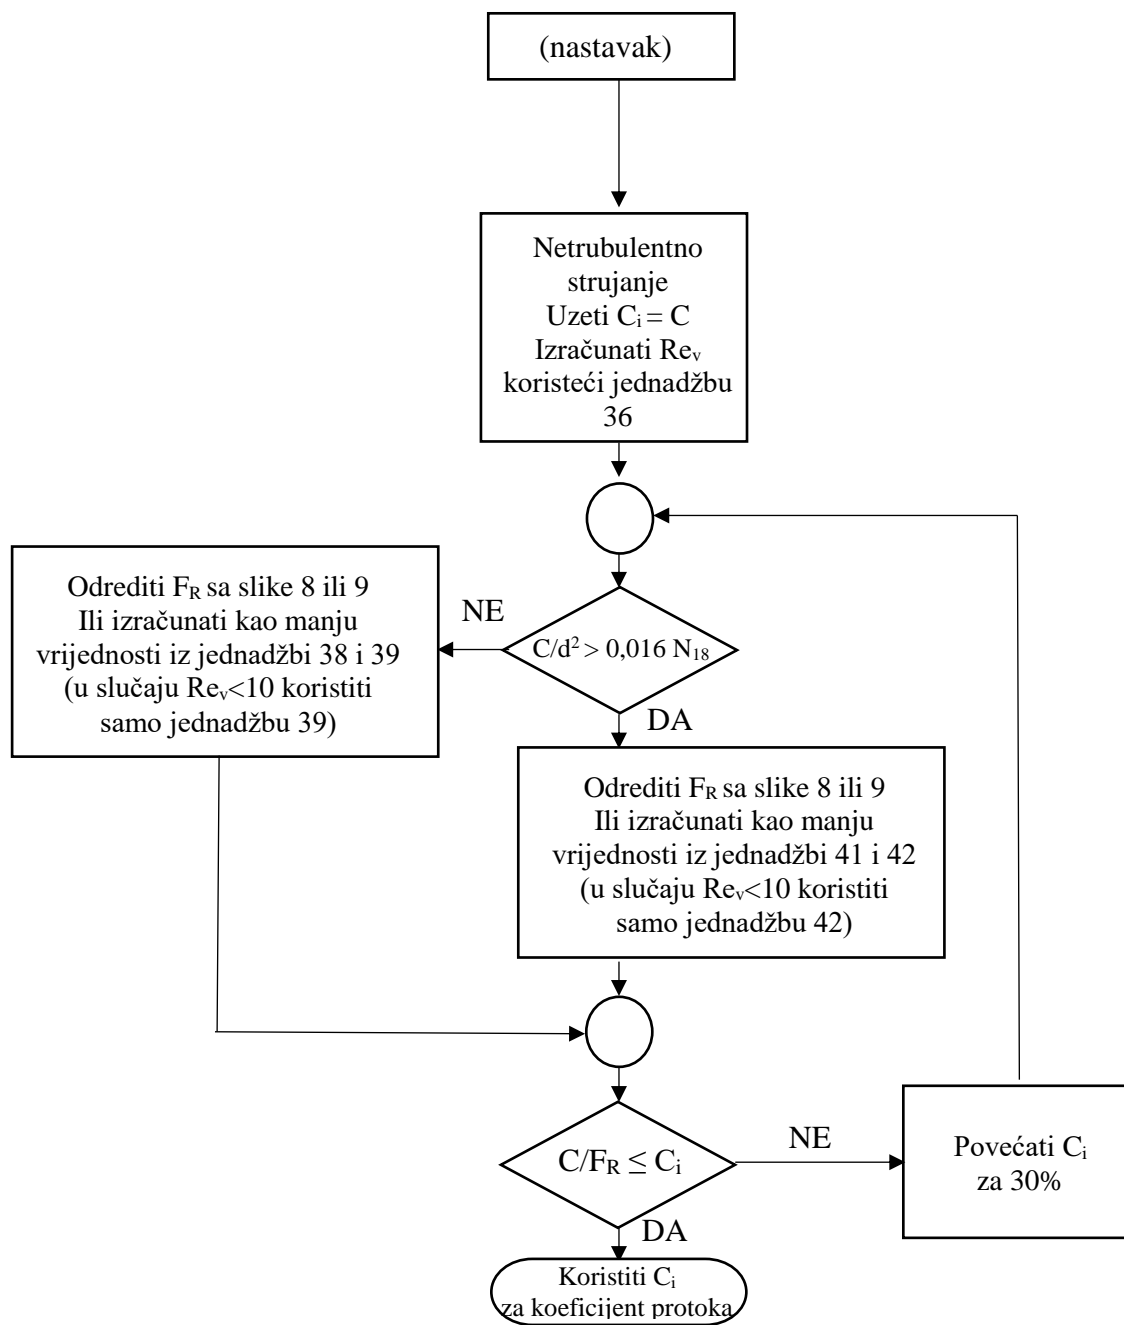 (nastavak)
Netrubulentno
strujanje
Uzeti Cᵢ = C
Izračunati Reᵥ
koristeći jednadžbu
36
Odrediti F_R sa slike 8 ili 9
Ili izračunati kao manju
vrijednosti iz jednadžbi 38 i 39
(u slučaju Reᵥ<10 koristiti
samo jednadžbu 39)
NE
C/d² > 0,016 N₁₈
DA
Odrediti F_R sa slike 8 ili 9
Ili izračunati kao manju
vrijednosti iz jednadžbi 41 i 42
(u slučaju Reᵥ<10 koristiti
samo jednadžbu 42)
C/F_R ≤ Cᵢ
NE
Povećati Cᵢ
za 30%
DA
Koristiti Cᵢ
za koeficijent protoka